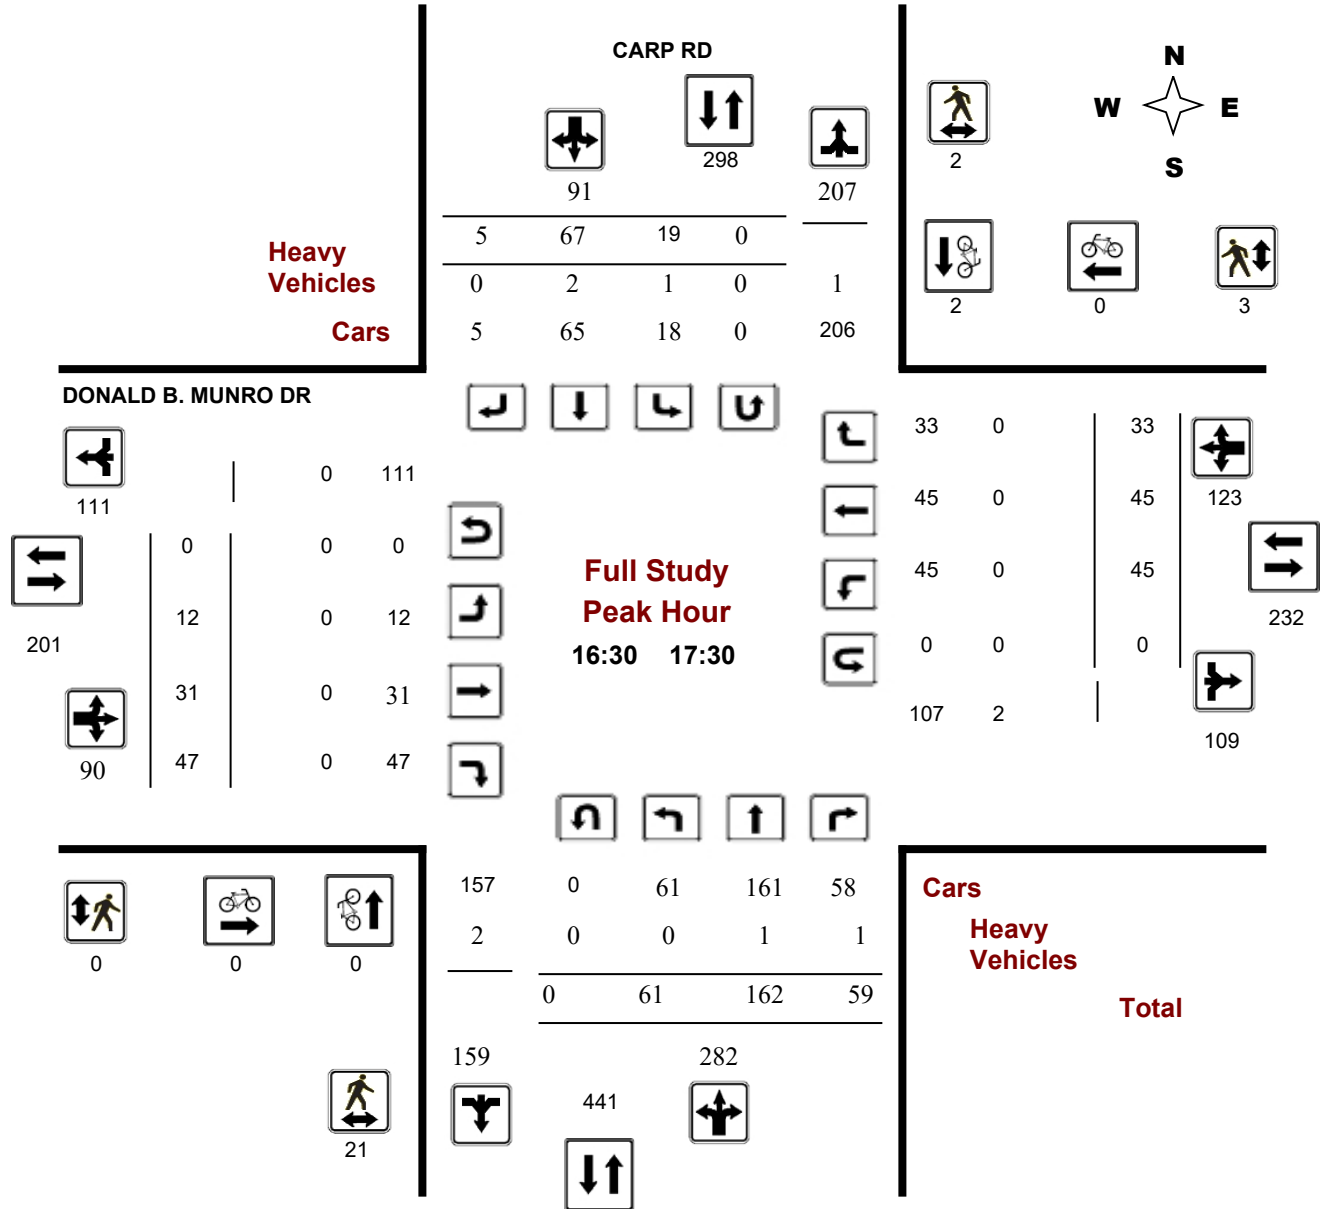 CARP RD
N
W E
S
298
2
91 207
5 67 19 0
Heavy
Vehicles
0 2 1 0 1
Cars
5 65 18 0 206
2 0 3
DONALD B. MUNRO DR
33 0 33
0 111
111
45 0 45 123
0 0 0
Full Study
Peak Hour
16:30 17:30
45 0 45
12 0 12
232
201
0 0 0
31 0 31
107 2
109
90
47 0 47
157 0 61 161 58
Cars
2 0 0 1 1
Heavy
Vehicles
0 0 0
0 61 162 59
Total
159 282
441
21